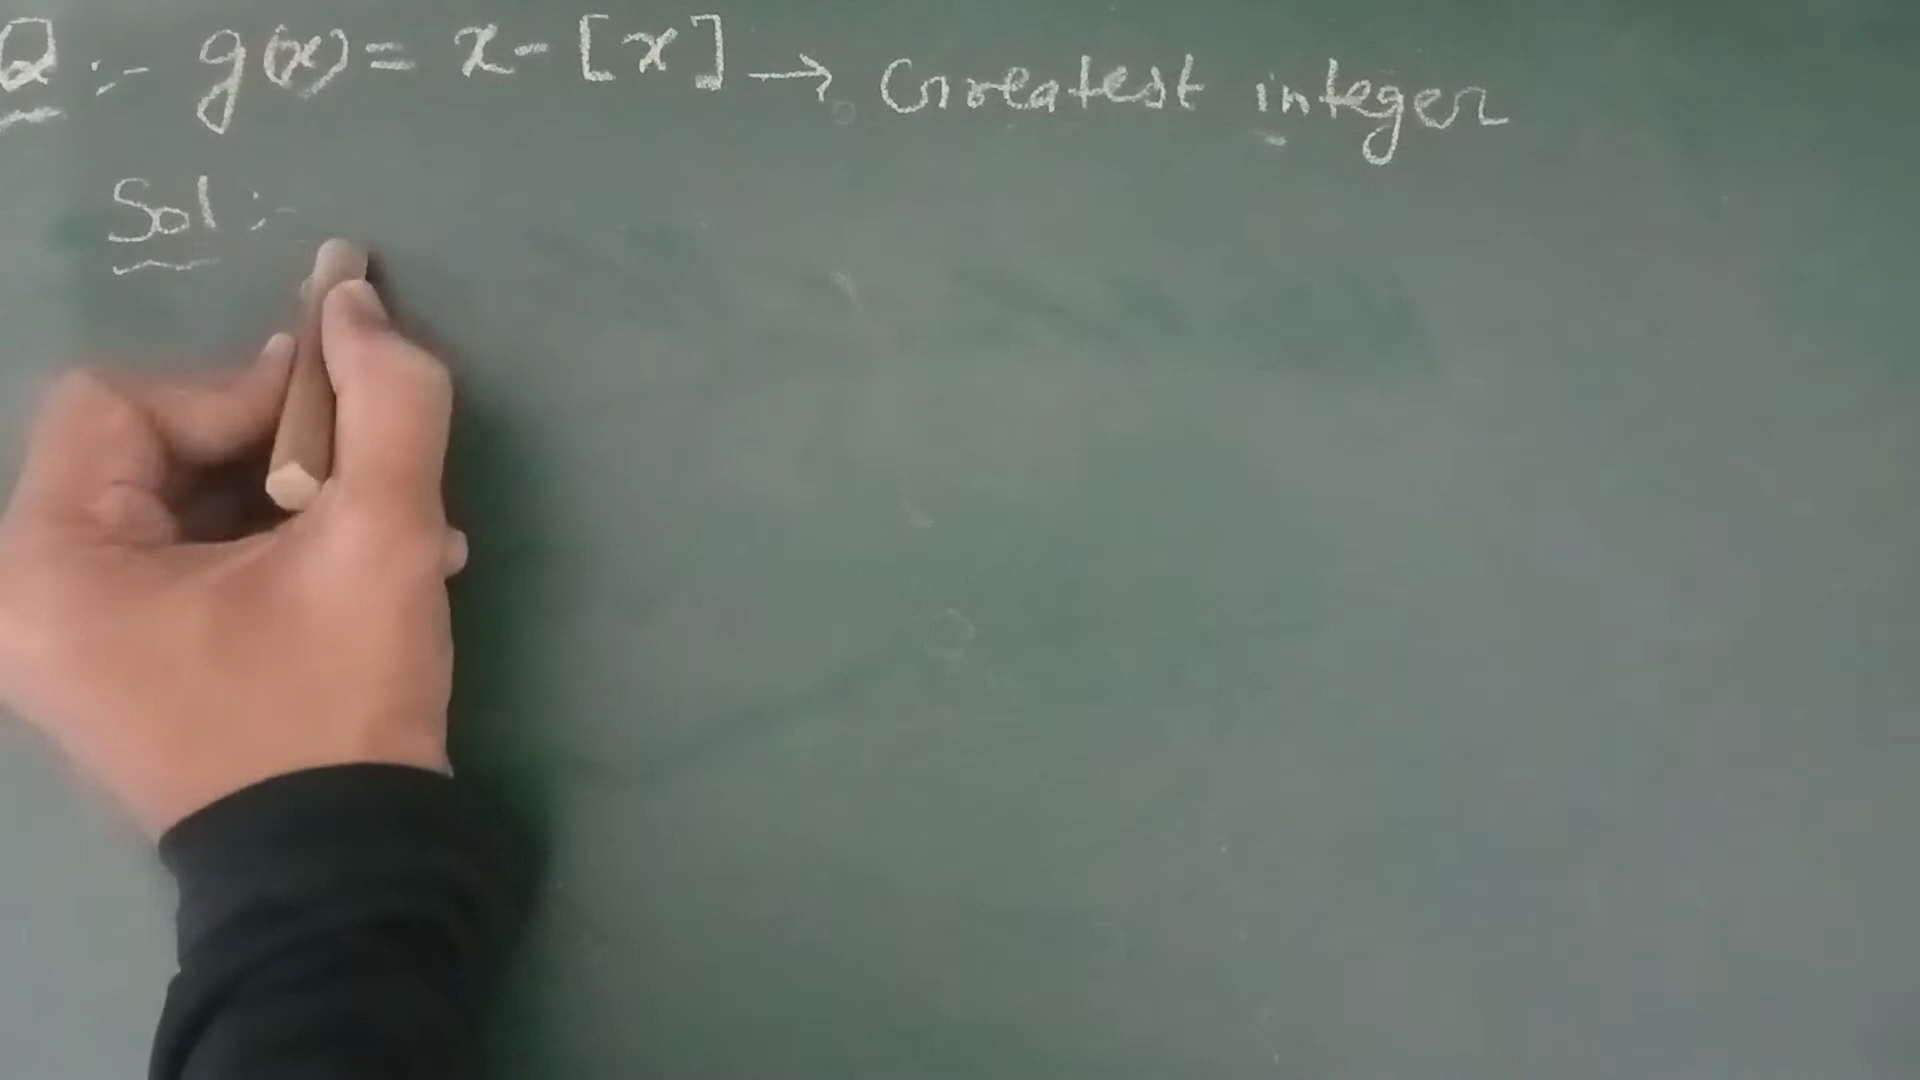 Q :- g(x) = x - [x] → Greatest integer
Sol :-